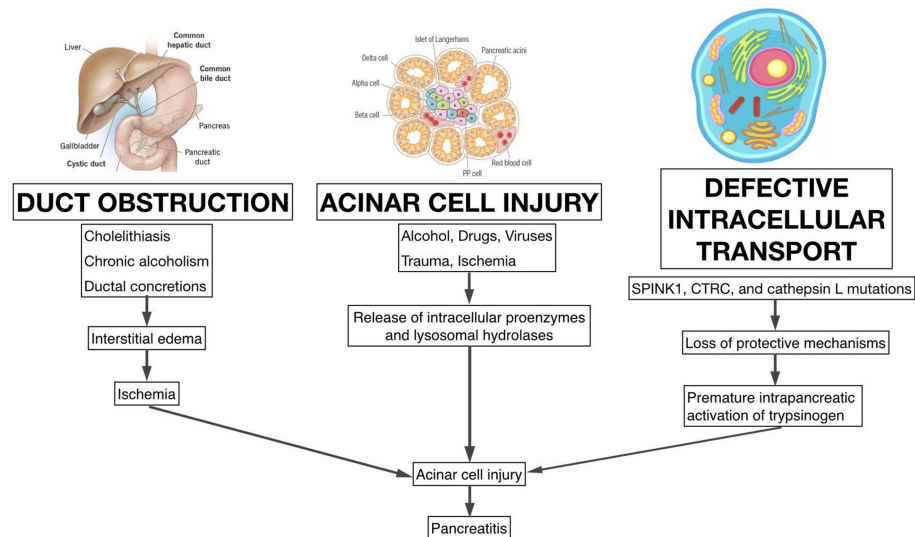 Liver
Common
hepatic duct
Common
bile duct
Pancreas
Gallbladder
Cystic duct
Pancreatic
duct
Islet of Langerhans
Pancreatic acini
Delta cell
Alpha cell
Beta cell
Red blood cell
PP cell
DUCT OBSTRUCTION
Cholelithiasis
Chronic alcoholism
Ductal concretions
Interstitial edema
Ischemia
ACINAR CELL INJURY
Alcohol, Drugs, Viruses
Trauma, Ischemia
Release of intracellular proenzymes
and lysosomal hydrolases
DEFECTIVE
INTRACELLULAR
TRANSPORT
SPINK1, CTRC, and cathepsin L mutations
Loss of protective mechanisms
Premature intrapancreatic
activation of trypsinogen
Acinar cell injury
Pancreatitis